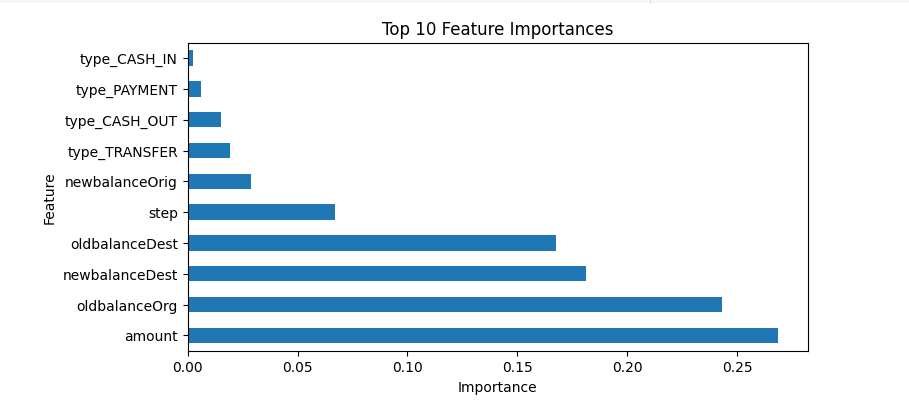 Top 10 Feature Importances
type_CASH_IN
type_PAYMENT
type_CASH_OUT
type_TRANSFER
newbalanceOrig
step
oldbalanceDest
newbalanceDest
oldbalanceOrg
amount
Feature
0.00 0.05 0.10 0.15 0.20 0.25
Importance